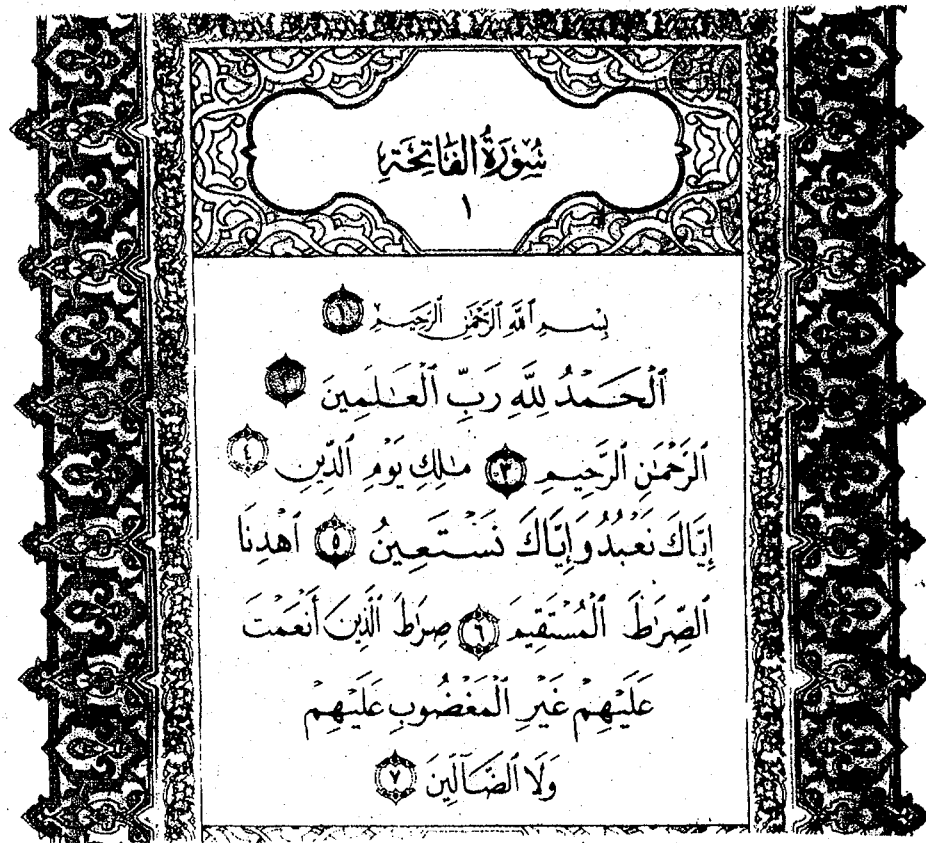 سُورَةُ الفَاتِحَةِ
١
بِسْمِ ٱللَّهِ ٱلرَّحْمَٰنِ ٱلرَّحِيمِ ١
ٱلْحَمْدُ لِلَّهِ رَبِّ ٱلْعَٰلَمِينَ ٢
ٱلرَّحْمَٰنِ ٱلرَّحِيمِ ٣ مَٰلِكِ يَوْمِ ٱلدِّينِ ٤
إِيَّاكَ نَعْبُدُ وَإِيَّاكَ نَسْتَعِينُ ٥ ٱهْدِنَا
ٱلصِّرَٰطَ ٱلْمُسْتَقِيمَ ٦ صِرَٰطَ ٱلَّذِينَ أَنْعَمْتَ
عَلَيْهِمْ غَيْرِ ٱلْمَغْضُوبِ عَلَيْهِمْ
وَلَا ٱلضَّآلِّينَ ٧